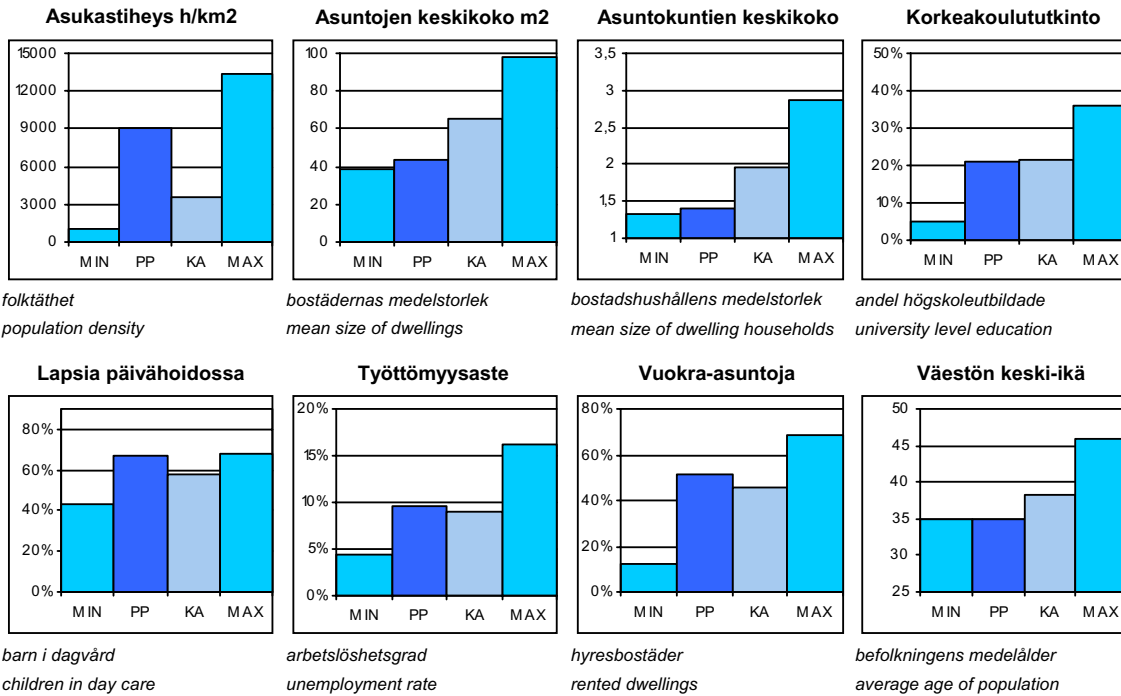 Asukastiheys h/km2
15000
12000
9000
6000
3000
0
MIN PP KA MAX
folktäthet
population density
Asuntojen keskikoko m2
100
80
60
40
20
0
MIN PP KA MAX
bostädernas medelstorlek
mean size of dwellings
Asuntokuntien keskikoko
3,5
3
2,5
2
1,5
1
MIN PP KA MAX
bostadshushållens medelstorlek
mean size of dwelling households
Korkeakoulututkinto
50%
40%
30%
20%
10%
0%
MIN PP KA MAX
andel högskoleutbildade
university level education
Lapsia päivähoidossa
80%
60%
40%
20%
0%
MIN PP KA MAX
barn i dagvård
children in day care
Työttömyysaste
20%
15%
10%
5%
0%
MIN PP KA MAX
arbetslöshetsgrad
unemployment rate
Vuokra-asuntoja
80%
60%
40%
20%
0%
MIN PP KA MAX
hyresbostäder
rented dwellings
Väestön keski-ikä
50
45
40
35
30
25
MIN PP KA MAX
befolkningens medelålder
average age of population